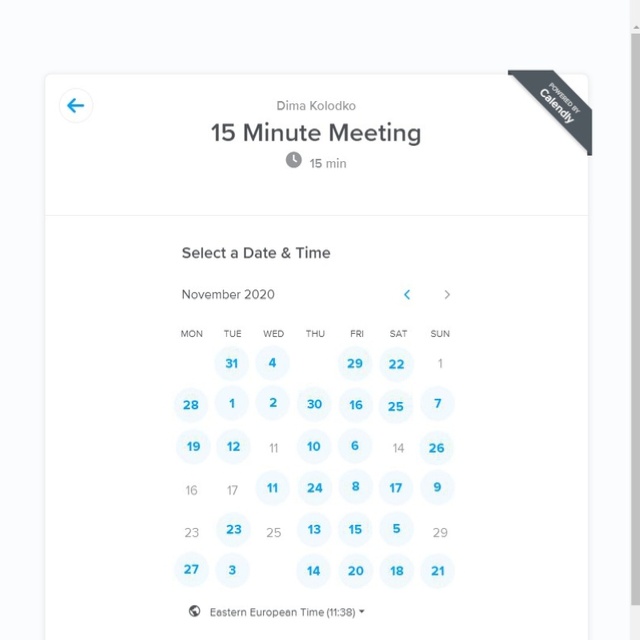 POWERED BY
Calendly
Dima Kolodko
15 Minute Meeting
15 min
Select a Date & Time
November 2020
MON TUE WED THU FRI SAT SUN
31 4 29 22 1
28 1 2 30 16 25 7
19 12 11 10 6 14 26
16 17 11 24 8 17 9
23 23 25 13 15 5 29
27 3 14 20 18 21
Eastern European Time (11:38)